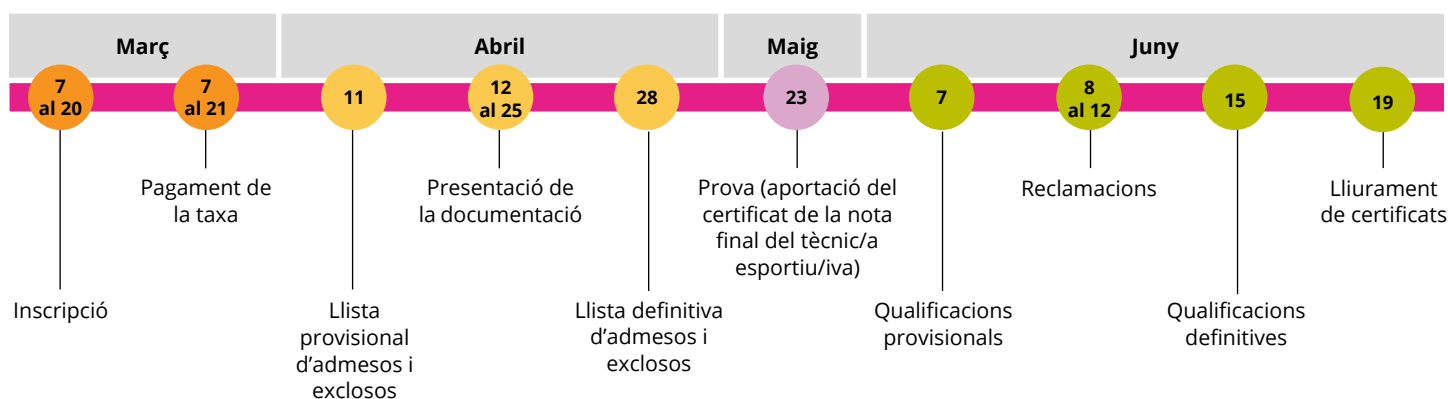 Març
Abril
Maig
Juny
7
al 20
7
al 21
11
12
al 25
28
23
7
8
al 12
15
19
Pagament de
la taxa
Presentació de
la documentació
Prova (aportació del
certificat de la nota
final del tècnic/a
esportiu/iva)
Reclamacions
Lliurament
de certificats
Inscripció
Llista
provisional
d’admesos i
exclosos
Llista definitiva
d’admesos i
exclosos
Qualificacions
provisionals
Qualificacions
definitives